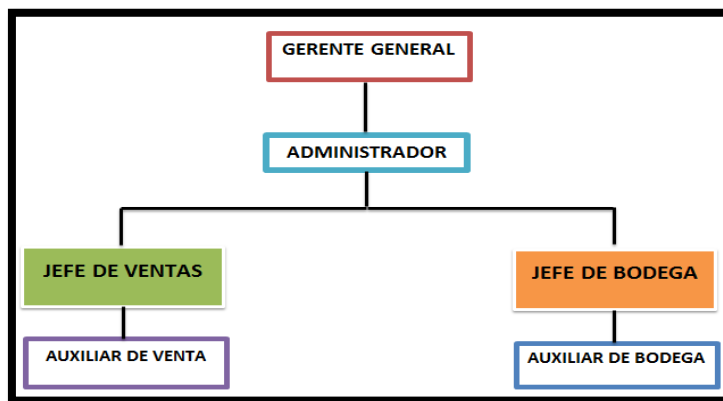 GERENTE GENERAL
ADMINISTRADOR
JEFE DE VENTAS
JEFE DE BODEGA
AUXILIAR DE VENTA
AUXILIAR DE BODEGA